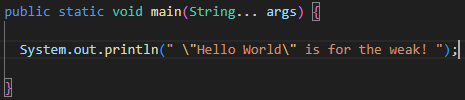 public static void main(String... args) {
System.out.println(" \"Hello World\" is for the weak! ");
}